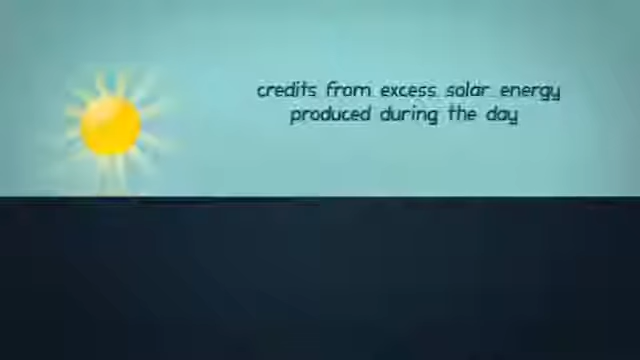 credits from excess solar energy
produced during the day